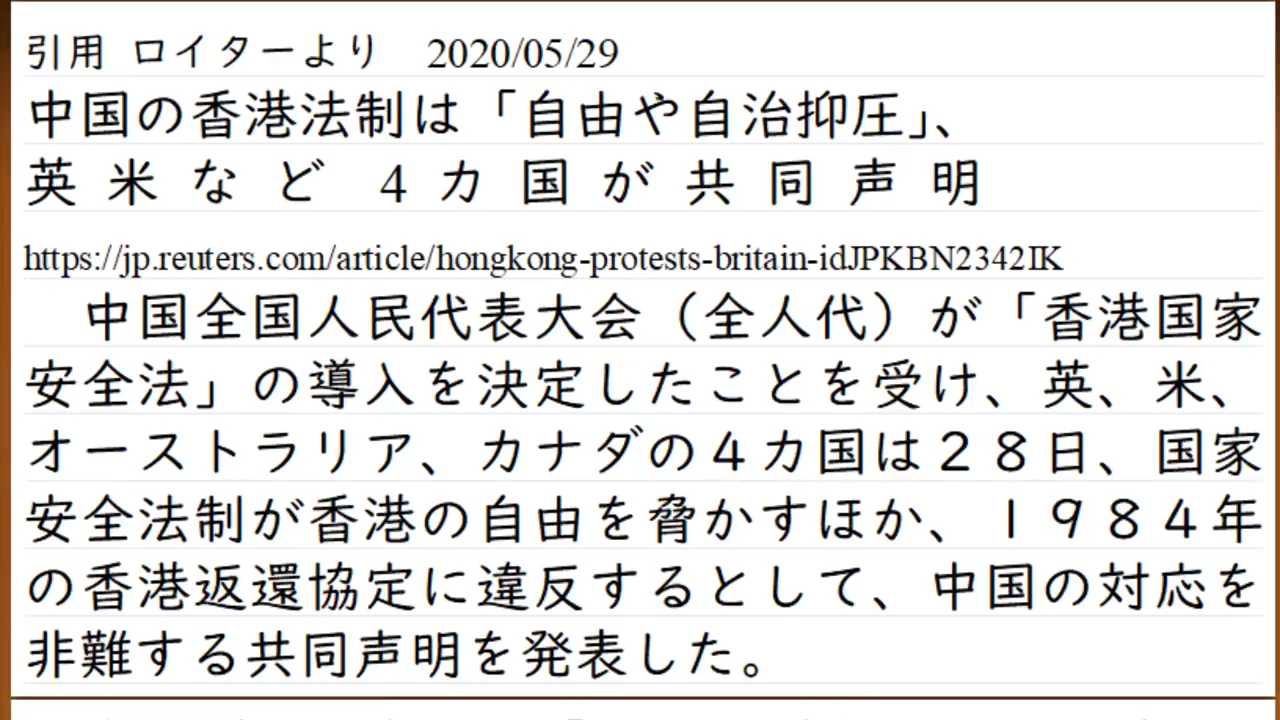 引用 ロイターより　2020/05/29
中国の香港法制は「自由や自治抑圧」、
英米など4カ国が共同声明
https://jp.reuters.com/article/hongkong-protests-britain-idJPKBN2342IK
　中国全国人民代表大会（全人代）が「香港国家
安全法」の導入を決定したことを受け、英、米、
オーストラリア、カナダの４カ国は２８日、国家
安全法制が香港の自由を脅かすほか、１９８４年
の香港返還協定に違反するとして、中国の対応を
非難する共同声明を発表した。